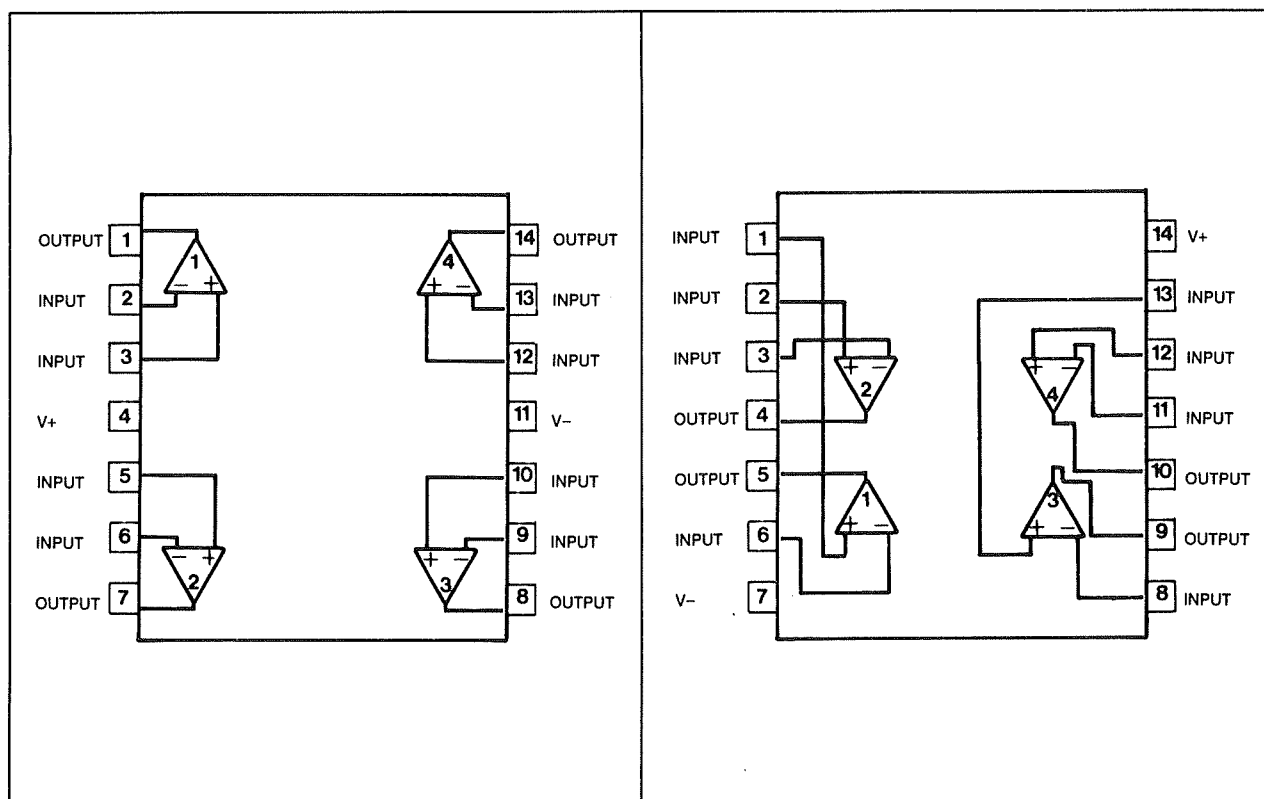 OUTPUT 1
INPUT 2
INPUT 3
V+ 4
INPUT 5
INPUT 6
OUTPUT 7
14 OUTPUT
13 INPUT
12 INPUT
11 V−
10 INPUT
9 INPUT
8 OUTPUT
1
− +
4
+ −
− +
2
+ −
3
INPUT 1
INPUT 2
INPUT 3
OUTPUT 4
OUTPUT 5
INPUT 6
V− 7
14 V+
13 INPUT
12 INPUT
11 INPUT
10 OUTPUT
9 OUTPUT
8 INPUT
+ −
2
+ −
4
1
+ −
3
+ −